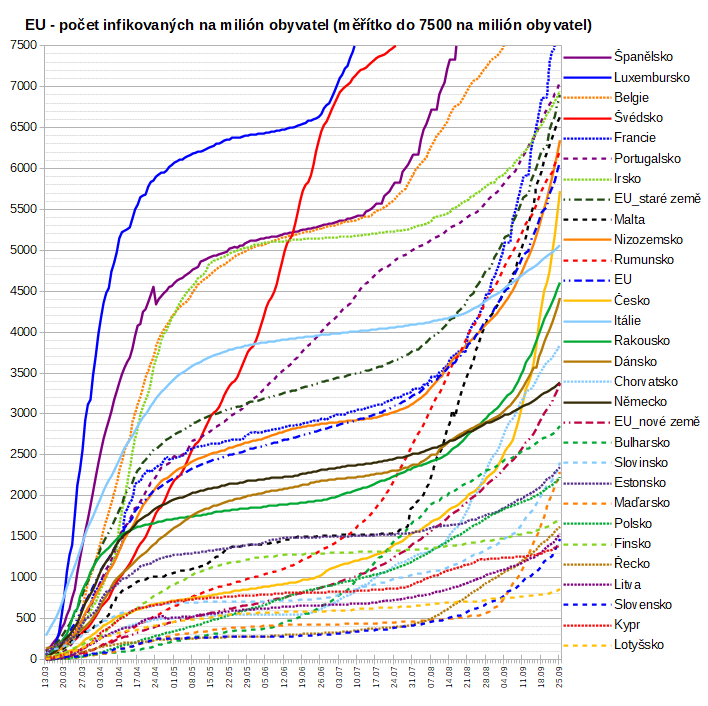 EU - počet infikovaných na milión obyvatel (měřítko do 7500 na milión obyvatel)
7500
7000
6500
6000
5500
5000
4500
4000
3500
3000
2500
2000
1500
1000
500
0
13.03 20.03 27.03 03.04 10.04 17.04 24.04 01.05 08.05 15.05 22.05 29.05 05.06 12.06 19.06 26.06 03.07 10.07 17.07 24.07 31.07 07.08 14.08 21.08 28.08 04.09 11.09 18.09 25.09
Španělsko
Luxembursko
Belgie
Švédsko
Francie
Portugalsko
Irsko
EU_staré země
Malta
Nizozemsko
Rumunsko
EU
Česko
Itálie
Rakousko
Dánsko
Chorvatsko
Německo
EU_nové země
Bulharsko
Slovinsko
Estonsko
Maďarsko
Polsko
Finsko
Řecko
Litva
Slovensko
Kypr
Lotyšsko